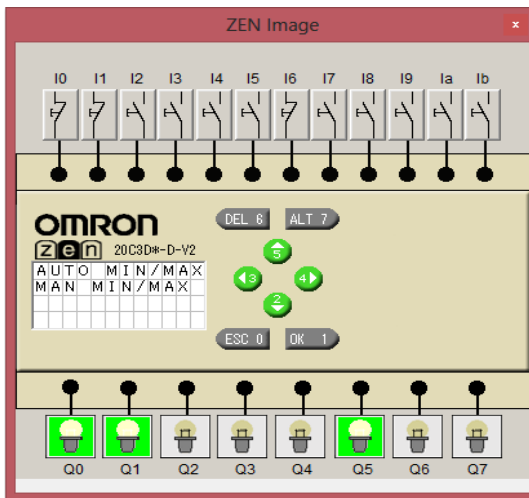 ZEN Image
x
I0 I1 I2 I3 I4 I5 I6 I7 I8 I9 Ia Ib
OMRON
zen 20C3D*-D-V2
AUTO MIN/MAX
MAN MIN/MAX
DEL 6 ALT 7
5
3 4
2
ESC 0 OK 1
Q0 Q1 Q2 Q3 Q4 Q5 Q6 Q7